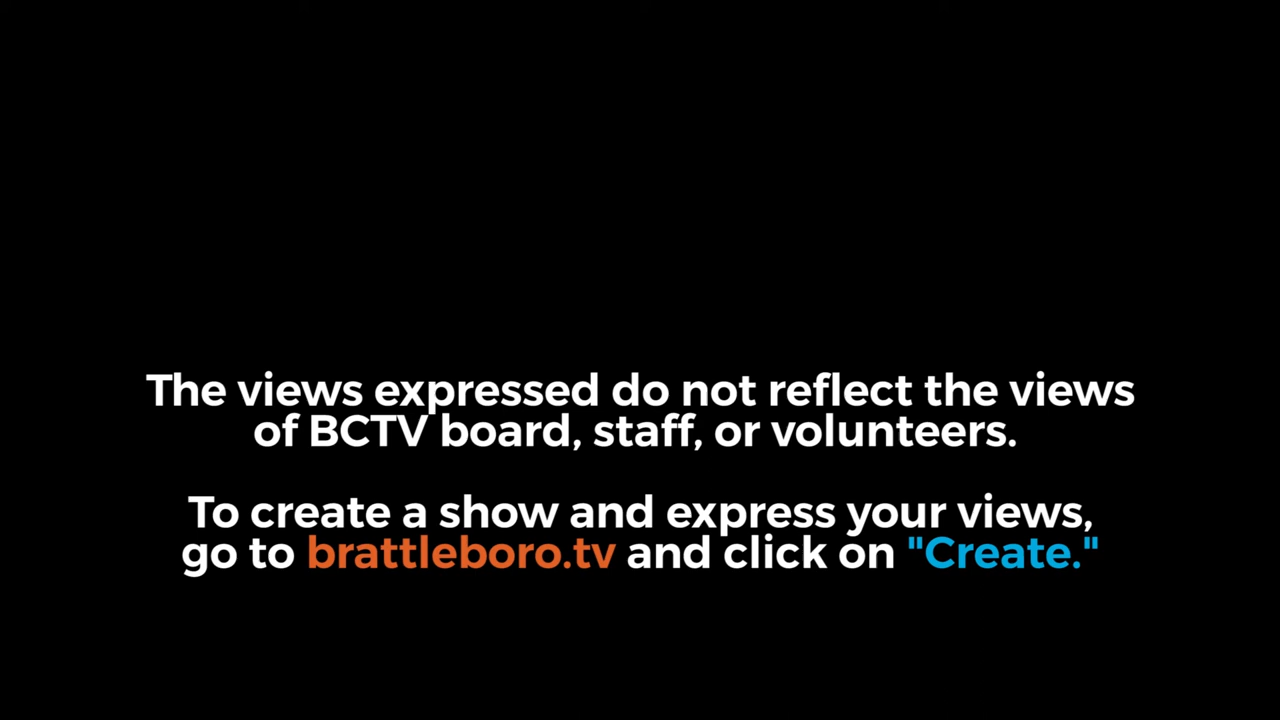 The views expressed do not reflect the views
of BCTV board, staff, or volunteers.
To create a show and express your views,
go to brattleboro.tv and click on "Create."